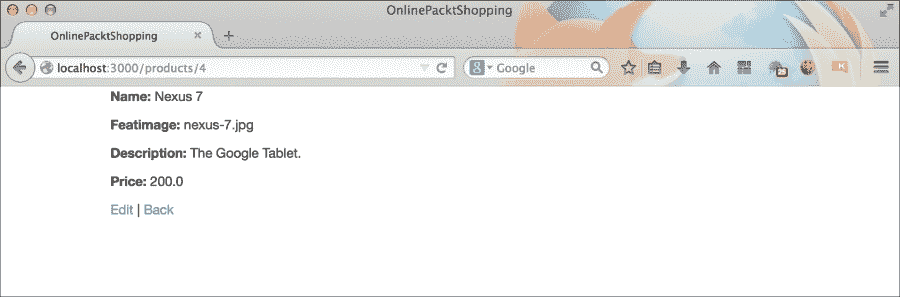 OnlinePacktShopping
OnlinePacktShopping
localhost:3000/products/4
Google
Name: Nexus 7
Featimage: nexus-7.jpg
Description: The Google Tablet.
Price: 200.0
Edit | Back